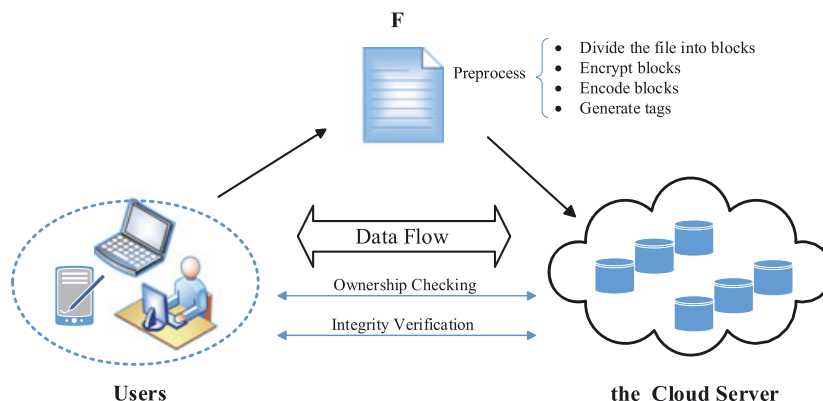 F
Preprocess
• Divide the file into blocks
• Encrypt blocks
• Encode blocks
• Generate tags
Data Flow
Ownership Checking
Integrity Verification
Users
the Cloud Server